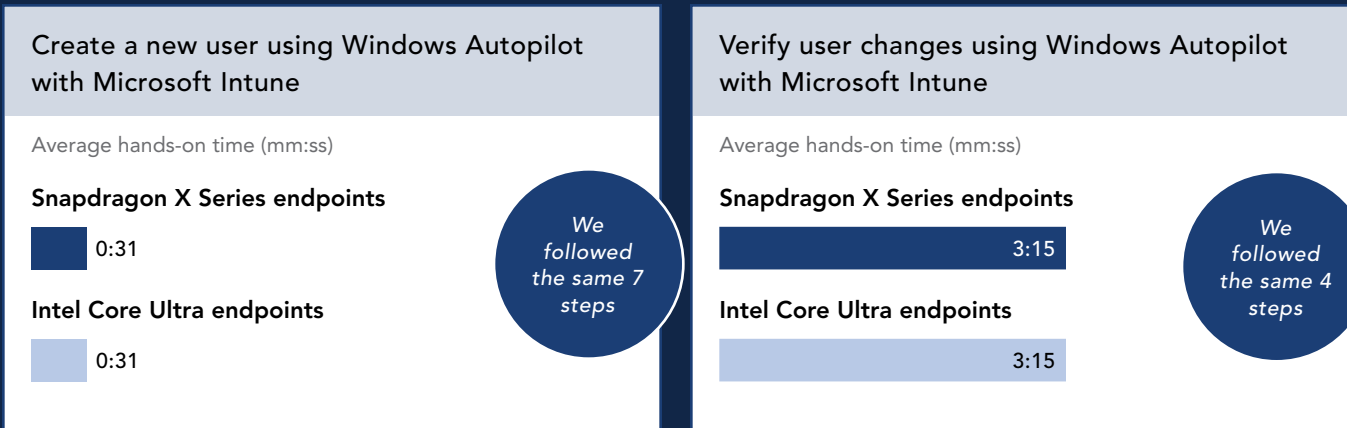 Create a new user using Windows Autopilot
with Microsoft Intune
Average hands-on time (mm:ss)
Snapdragon X Series endpoints
0:31
Intel Core Ultra endpoints
0:31
We
followed
the same 7
steps
Verify user changes using Windows Autopilot
with Microsoft Intune
Average hands-on time (mm:ss)
Snapdragon X Series endpoints
3:15
Intel Core Ultra endpoints
3:15
We
followed
the same 4
steps